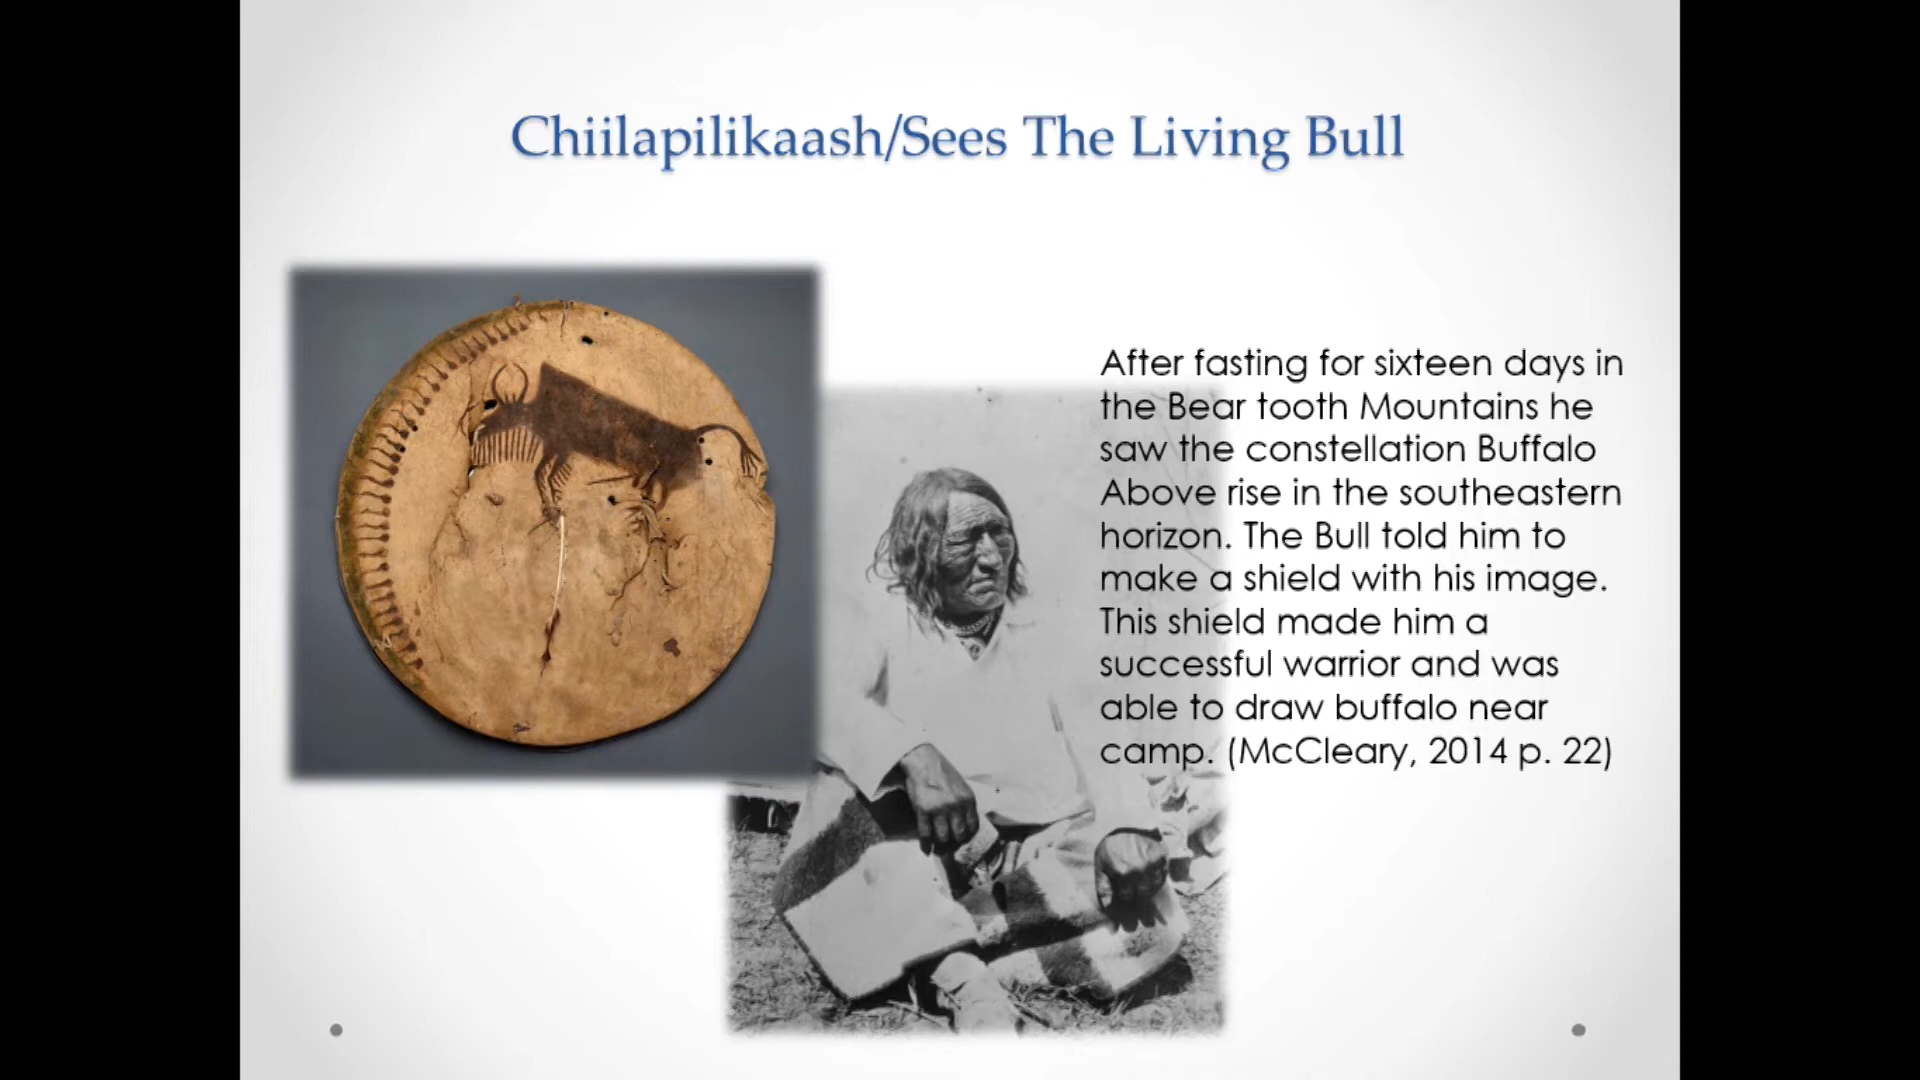 Chiilapilikaash/Sees The Living Bull
After fasting for sixteen days in
the Bear tooth Mountains he
saw the constellation Buffalo
Above rise in the southeastern
horizon. The Bull told him to
make a shield with his image.
This shield made him a
successful warrior and was
able to draw buffalo near
camp. (McCleary, 2014 p. 22)